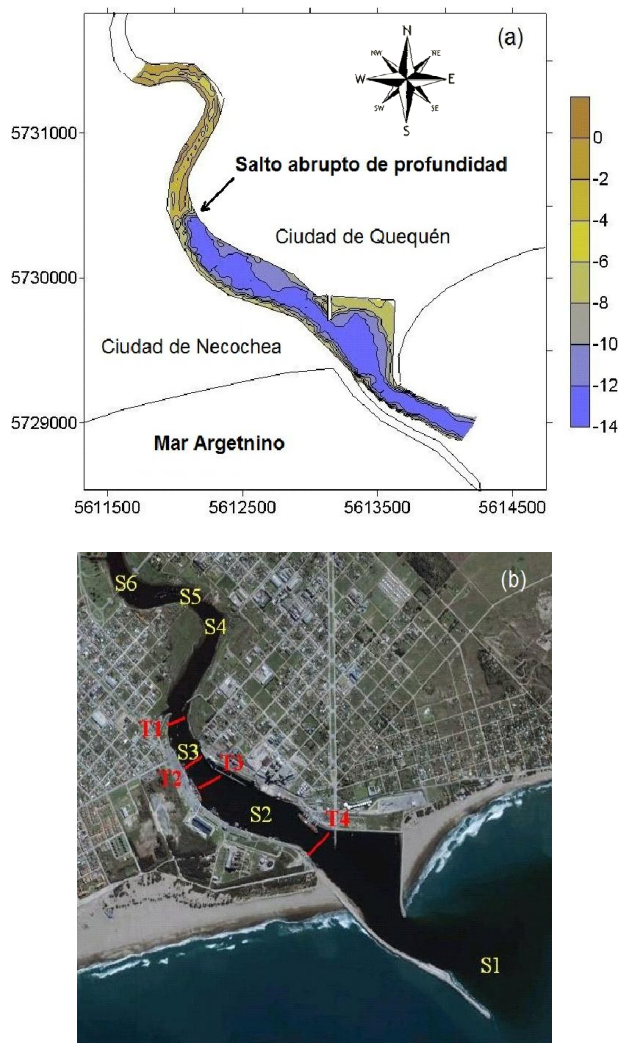 (a)
N
NW
NE
W
E
SW
SE
S
5731000
5730000
5729000
Salto abrupto de profundidad
Ciudad de Quequén
Ciudad de Necochea
Mar Argetnino
0
-2
-4
-6
-8
-10
-12
-14
5611500
5612500
5613500
5614500
(b)
S6
S5
S4
T1
S3
T2
T3
S2
T4
S1